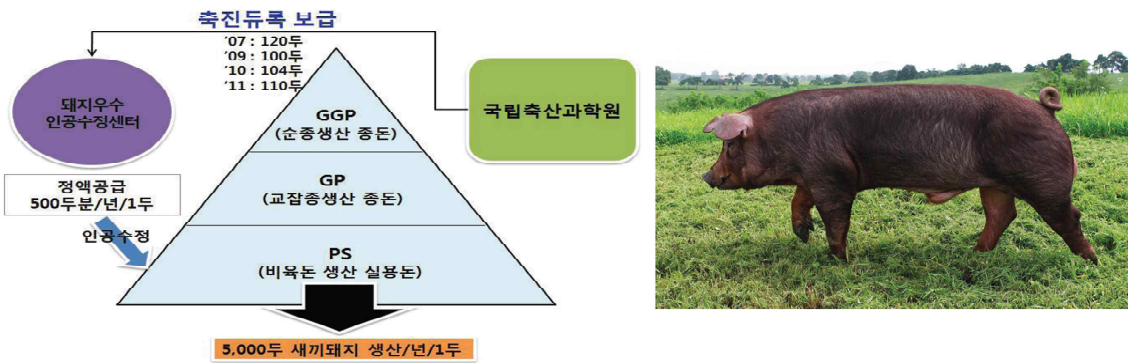 축진듀록 보급
'07 : 120두
'09 : 100두
'10 : 104두
'11 : 110두
돼지우수
인공수정센터
국립축산과학원
GGP
(순종생산 종돈)
정액공급
500두분/년/1두
GP
(교잡종생산 종돈)
인공수정
PS
(비육돈 생산 실용돈)
5,000두 새끼돼지 생산/년/1두